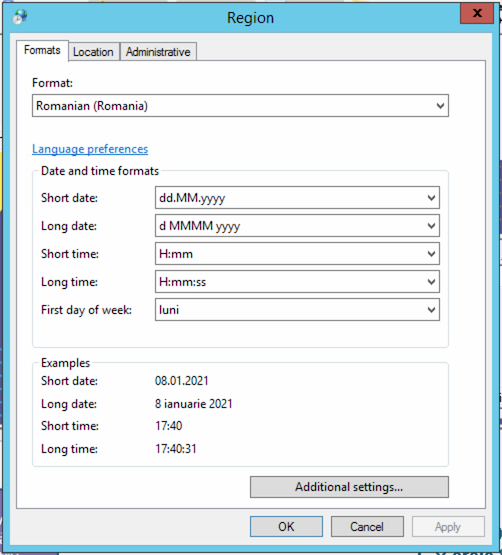 Region
x
Formats Location Administrative
Format:
Romanian (Romania)
Language preferences
Date and time formats
Short date: dd.MM.yyyy
Long date: d MMMM yyyy
Short time: H:mm
Long time: H:mm:ss
First day of week: luni
Examples
Short date: 08.01.2021
Long date: 8 ianuarie 2021
Short time: 17:40
Long time: 17:40:31
Additional settings...
OK Cancel Apply